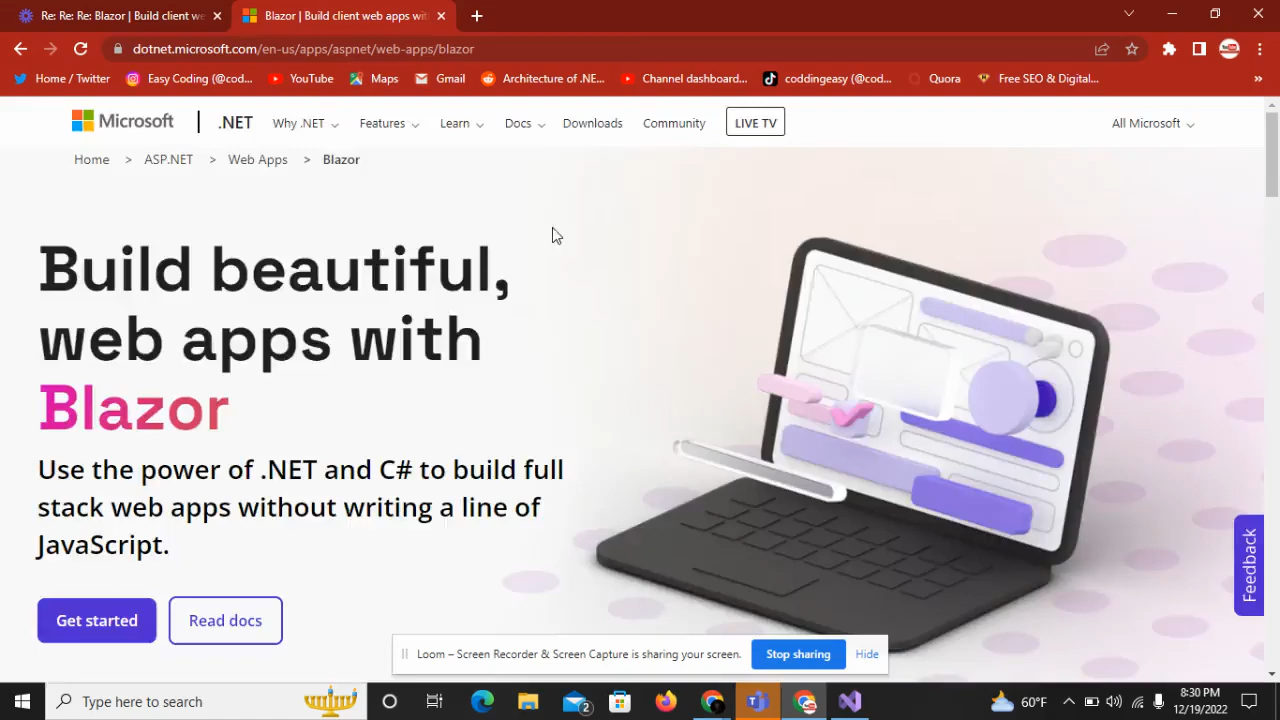 Re: Re: Re: Blazor | Build client we
Blazor | Build client web apps wit
dotnet.microsoft.com/en-us/apps/aspnet/web-apps/blazor
Home / Twitter
Easy Coding (@cod...
YouTube
Maps
Gmail
Architecture of .NE...
Channel dashboard...
coddingeasy (@cod...
Quora
Free SEO & Digital...
»
Microsoft
.NET
Why .NET
Features
Learn
Docs
Downloads
Community
LIVE TV
All Microsoft
Home > ASP.NET > Web Apps > Blazor
Build beautiful,
web apps with
Blazor
Use the power of .NET and C# to build full
stack web apps without writing a line of
JavaScript.
Get started
Read docs
Feedback
Loom – Screen Recorder & Screen Capture is sharing your screen.
Stop sharing
Hide
Type here to search
2
60°F
8:30 PM
12/19/2022